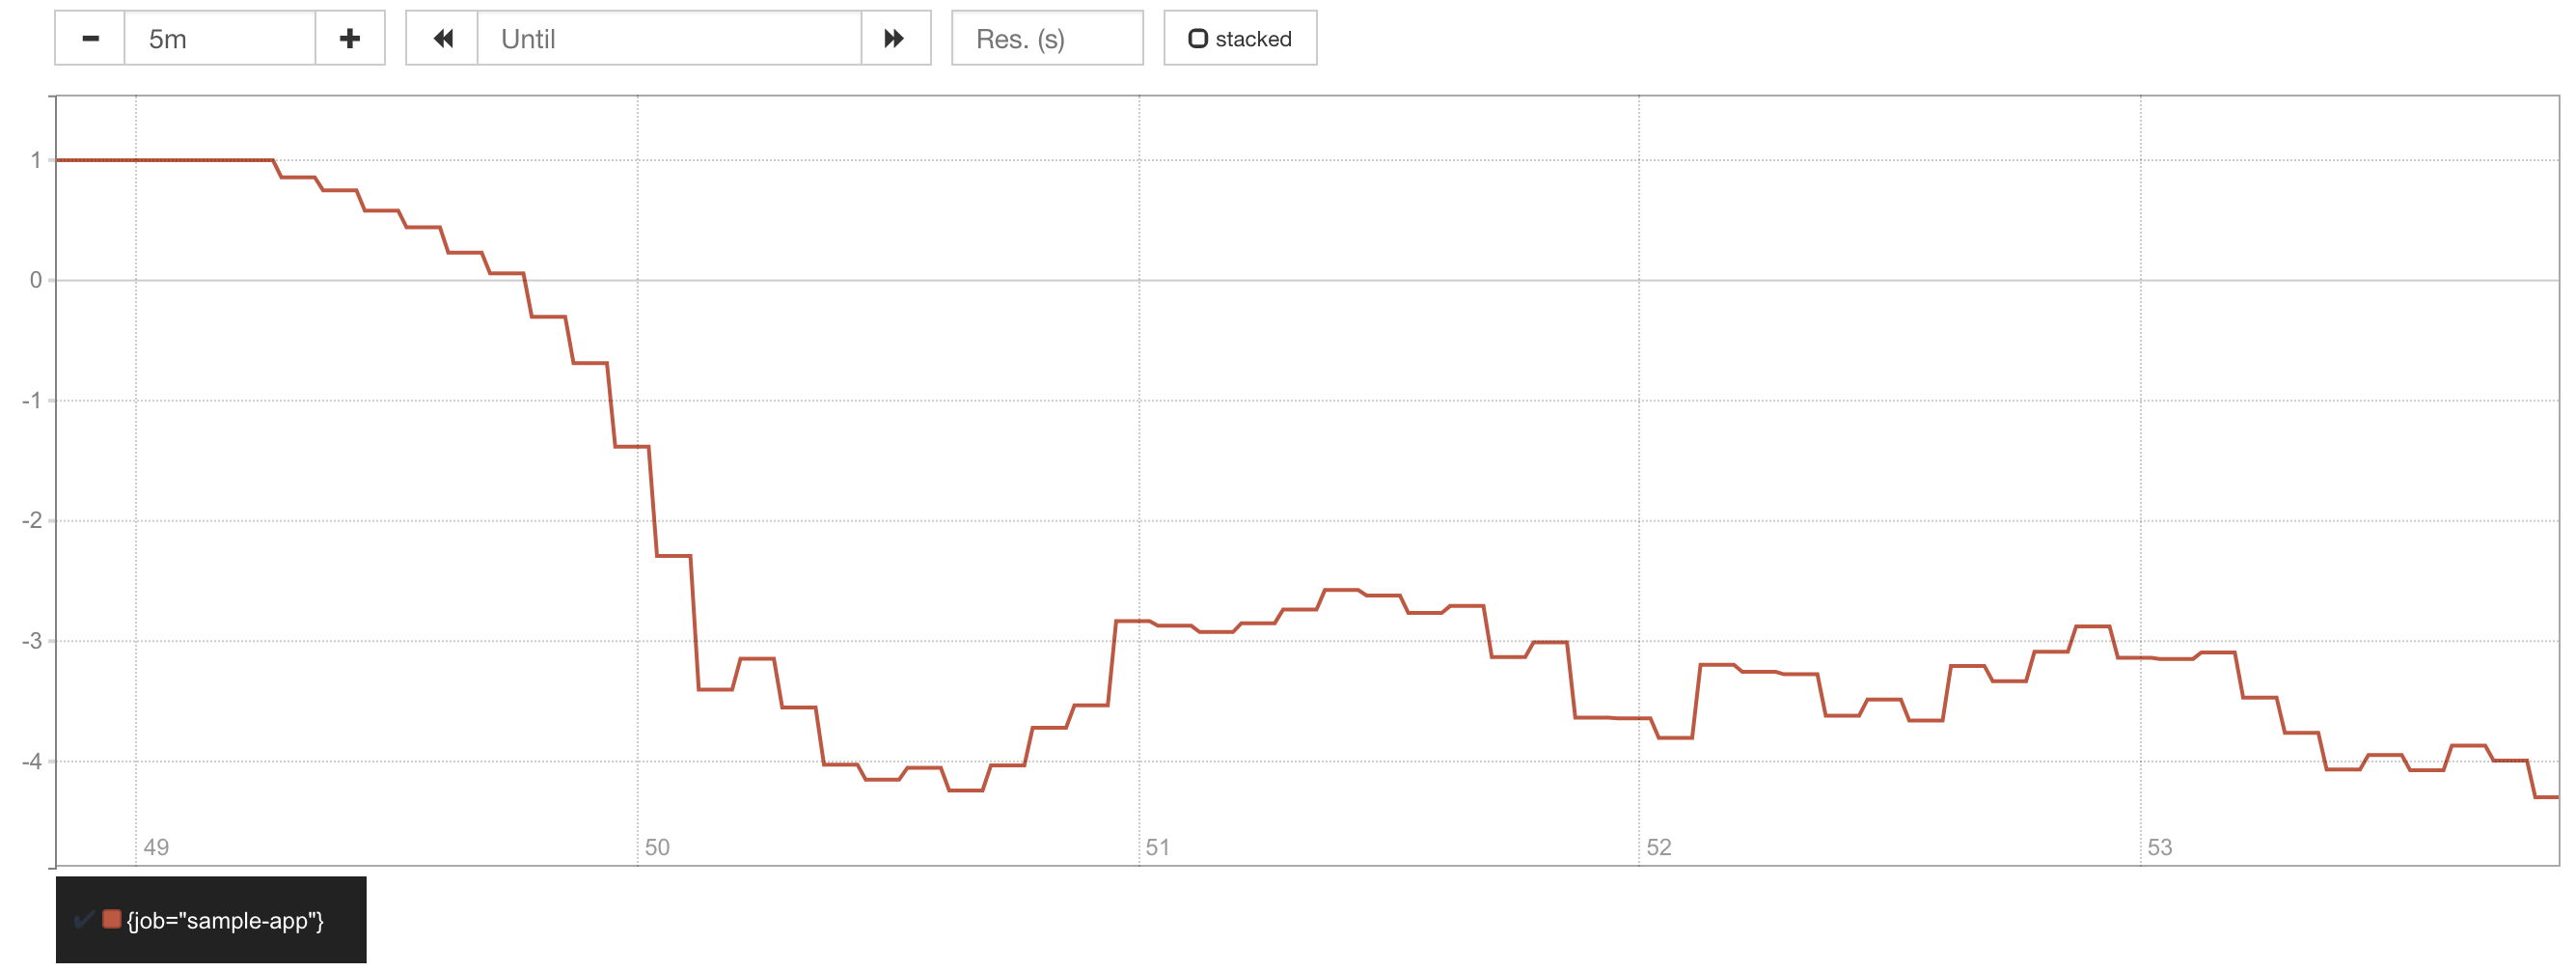 5m Until Res. (s) stacked
1
0
-1
-2
-3
-4
49 50 51 52 53
{job="sample-app"}